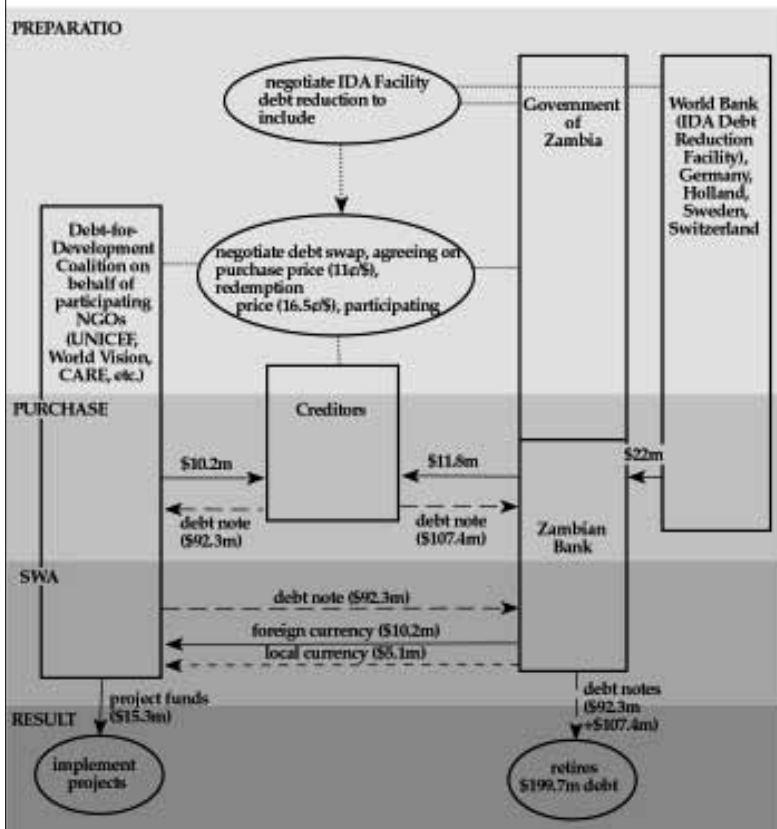 PREPARATIO
negotiate IDA Facility
debt reduction to
include
Government
of
Zambia
World Bank
(IDA Debt
Reduction
Facility),
Germany,
Holland,
Sweden,
Switzerland
Debt-for-
Development
Coalition on
behalf of
participating
NGOs
(UNICEF,
World Vision,
CARE, etc.)
negotiate debt swap, agreeing on
purchase price (11¢/$),
redemption
price (16.5¢/$), participating
PURCHASE
Creditors
$10.2m
$11.8m
$22m
debt note
($92.3m)
debt note
($107.4m)
Zambian
Bank
SWA
debt note ($92.3m)
foreign currency ($10.2m)
local currency ($5.1m)
project funds
($15.3m)
debt notes
($92.3m
+$107.4m)
RESULT
implement
projects
retires
$199.7m debt